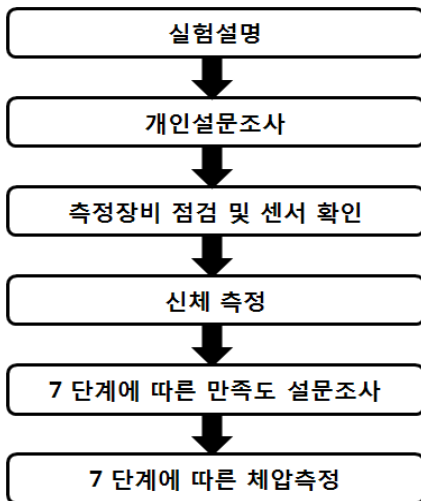 실험설명
개인설문조사
측정장비 점검 및 센서 확인
신체 측정
7 단계에 따른 만족도 설문조사
7 단계에 따른 체압측정